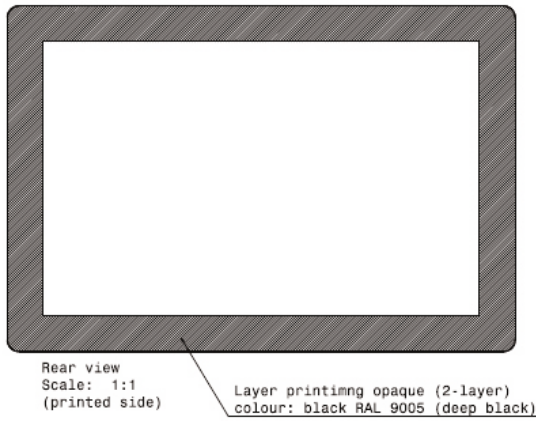 Rear view
Scale:  1:1
(printed side)
Layer printimng opaque (2-layer)
colour: black RAL 9005 (deep black)